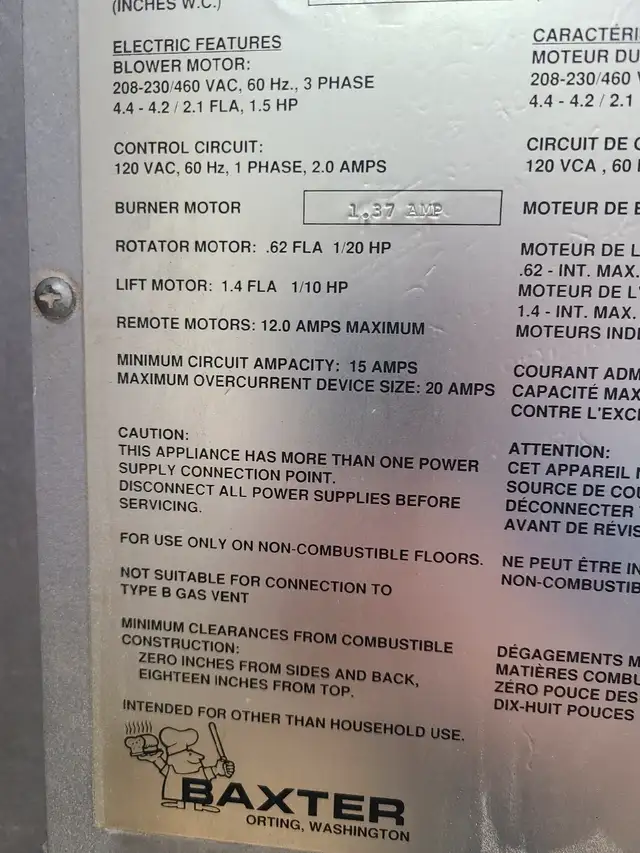 (INCHES W.C.)
ELECTRIC FEATURES
BLOWER MOTOR:
208-230/460 VAC, 60 Hz., 3 PHASE
4.4 - 4.2 / 2.1 FLA, 1.5 HP
CONTROL CIRCUIT:
120 VAC, 60 Hz, 1 PHASE, 2.0 AMPS
BURNER MOTOR 1.37 AMP
ROTATOR MOTOR: .62 FLA 1/20 HP
LIFT MOTOR: 1.4 FLA 1/10 HP
REMOTE MOTORS: 12.0 AMPS MAXIMUM
MINIMUM CIRCUIT AMPACITY: 15 AMPS
MAXIMUM OVERCURRENT DEVICE SIZE: 20 AMPS
CAUTION:
THIS APPLIANCE HAS MORE THAN ONE POWER
SUPPLY CONNECTION POINT.
DISCONNECT ALL POWER SUPPLIES BEFORE
SERVICING.
FOR USE ONLY ON NON-COMBUSTIBLE FLOORS.
NOT SUITABLE FOR CONNECTION TO
TYPE B GAS VENT
MINIMUM CLEARANCES FROM COMBUSTIBLE
CONSTRUCTION:
ZERO INCHES FROM SIDES AND BACK,
EIGHTEEN INCHES FROM TOP.
INTENDED FOR OTHER THAN HOUSEHOLD USE.
BAXTER
ORTING, WASHINGTON
CARACTÉRI
MOTEUR DU
208-230/460
4.4 - 4.2 / 2.1
CIRCUIT DE
120 VCA , 60
MOTEUR DE
MOTEUR DE L
.62 - INT. MAX.
MOTEUR DE L'
1.4 - INT. MAX.
MOTEURS INDÉ
COURANT ADM
CAPACITÉ MAX
CONTRE L'EXC
ATTENTION:
CET APPAREIL
SOURCE DE COU
DÉCONNECTER
AVANT DE RÉVIS
NE PEUT ÊTRE IN
NON-COMBUSTIB
DÉGAGEMENTS M
MATIÈRES COMBU
ZÉRO POUCE DES
DIX-HUIT POUCES